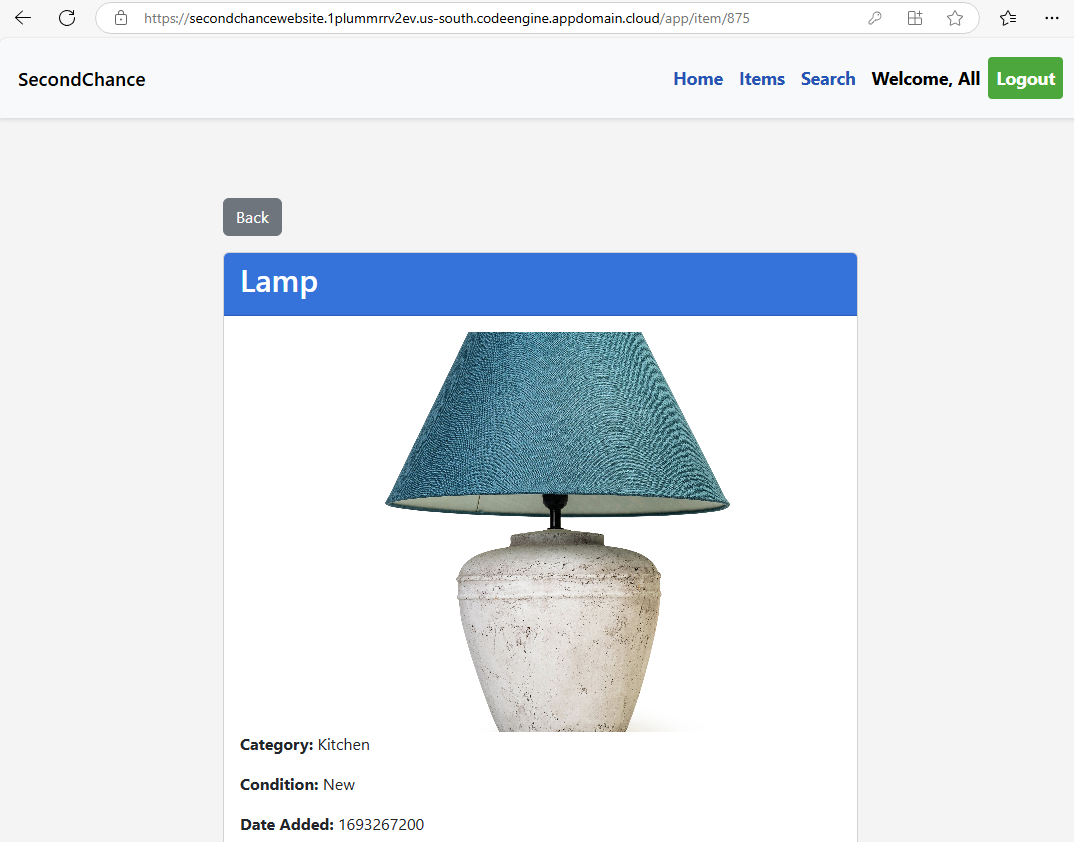 https://secondchancewebsite.1plummrrv2ev.us-south.codeengine.appdomain.cloud/app/item/875
SecondChance Home Items Search Welcome, All Logout
Back
Lamp
Category: Kitchen
Condition: New
Date Added: 1693267200